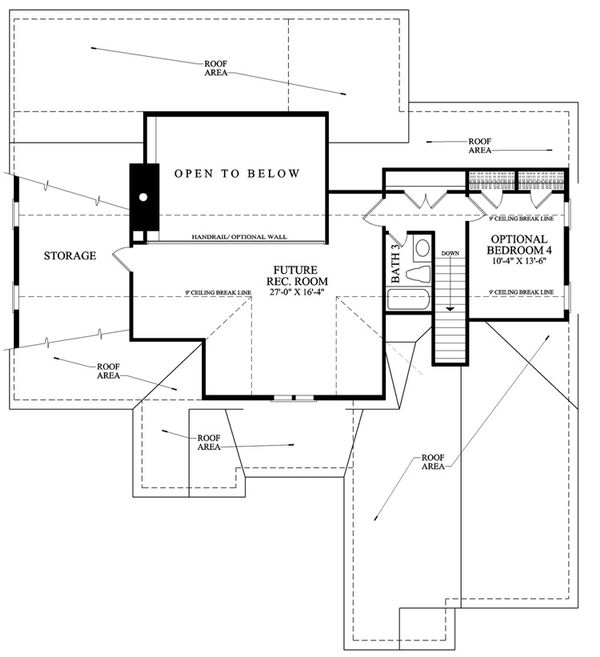 ROOF
AREA
ROOF
AREA
OPEN TO BELOW
9' CEILING BREAK LINE
HANDRAIL/ OPTIONAL WALL
STORAGE
BATH 3
DOWN
OPTIONAL
BEDROOM 4
10'-4" X 13'-6"
FUTURE
REC. ROOM
27'-0" X 16'-4"
9' CEILING BREAK LINE
9' CEILING BREAK LINE
ROOF
AREA
ROOF
AREA
ROOF
AREA